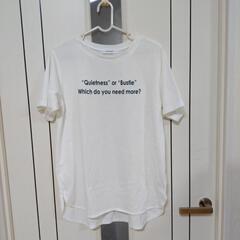 "Quietness" or "Bustle"
Which do you need more?